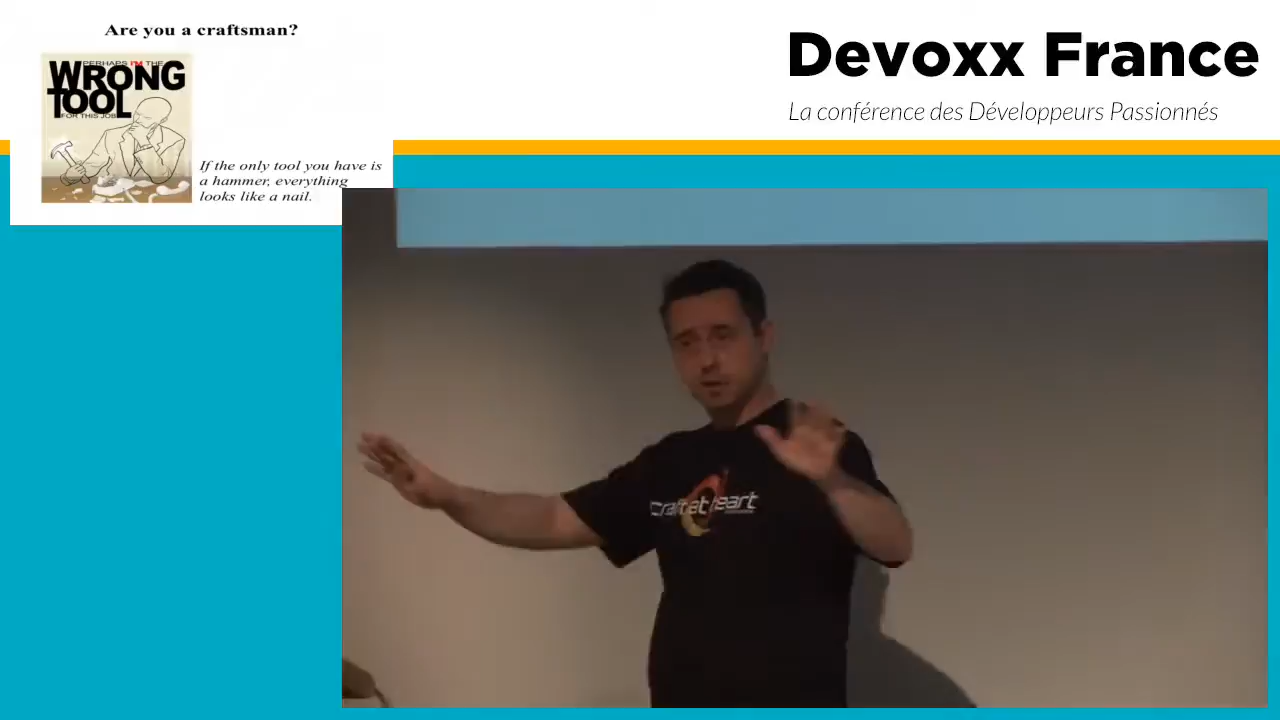 Are you a craftsman?
PERHAPS I'M THE
WRONG
TOOL
FOR THIS JOB
If the only tool you have is
a hammer, everything
looks like a nail.
Devoxx France
La conférence des Développeurs Passionnés
Craft at heart